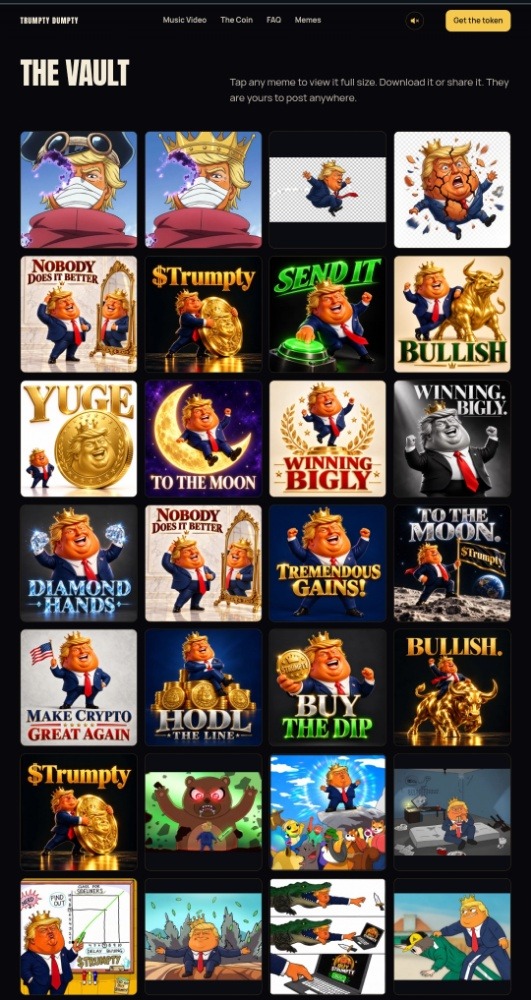 TRUMPTY DUMPTY
Music Video
The Coin
FAQ
Memes
Get the token
THE VAULT
Tap any meme to view it full size. Download it or share it. They
are yours to post anywhere.
NOBODY
DOES IT BETTER
$Trumpty
SEND IT
BULLISH
YUGE
TO THE MOON
WINNING
BIGLY
WINNING.
BIGLY.
DIAMOND
HANDS
NOBODY
DOES IT BETTER
TREMENDOUS
GAINS!
TO THE
MOON.
$Trumpty
MAKE CRYPTO
GREAT AGAIN
HODL
THE LINE
BUY
THE DIP
BULLISH.
$Trumpty
FIND
OUT
$TRUMPTY